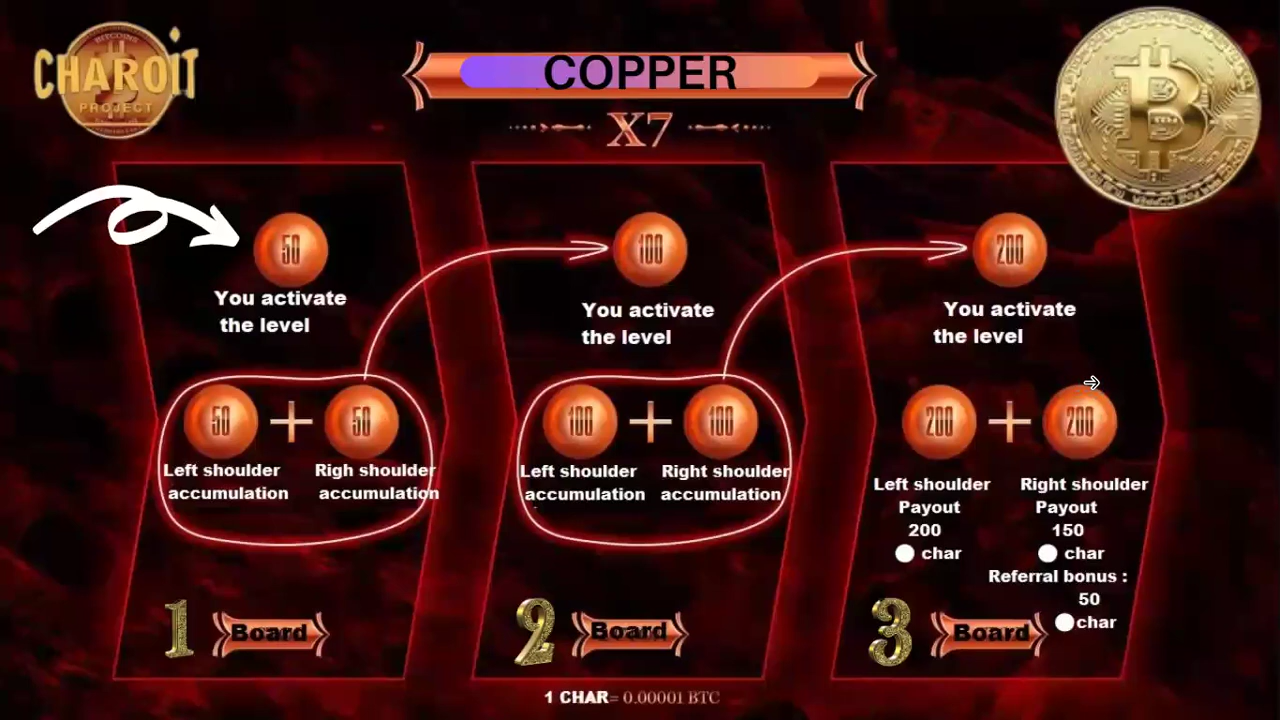 BITCOINS
CHAROIT
PROJECT
COPPER
X7
50
You activate
the level
50
50
Left shoulder
accumulation
Righ shoulder
accumulation
1
Board
100
You activate
the level
100
100
Left shoulder
accumulation
Right shoulder
accumulation
2
Board
200
You activate
the level
200
200
Left shoulder
Payout
200
char
Right shoulder
Payout
150
char
Referral bonus :
50
char
3
Board
1 CHAR= 0.00001 BTC